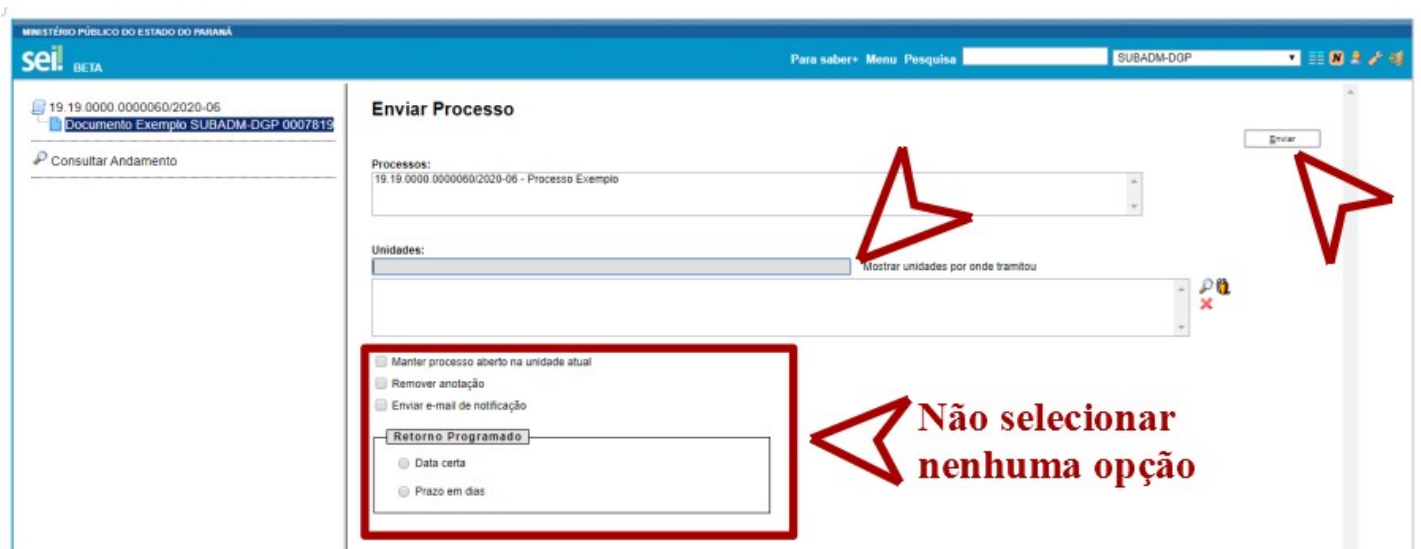 MINISTÉRIO PÚBLICO DO ESTADO DO PARANÁ
sei! BETA
Para saber+ Menu Pesquisa
SUBADM-DGP
N
19.19.0000.0000060/2020-06
Documento Exemplo SUBADM-DGP 0007819
Consultar Andamento
Enviar Processo
Enviar
Processos:
19.19.0000.0000060/2020-06 - Processo Exemplo
Unidades:
Mostrar unidades por onde tramitou
Manter processo aberto na unidade atual
Remover anotação
Enviar e-mail de notificação
Retorno Programado
Data certa
Prazo em dias
Não selecionar
nenhuma opção